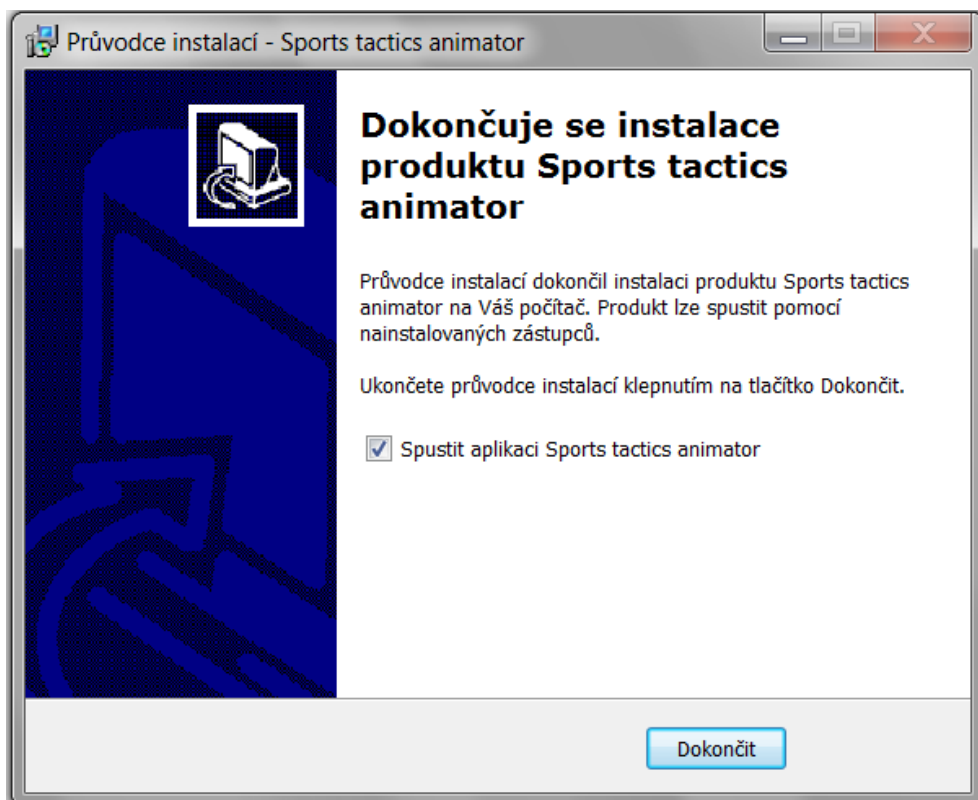 Průvodce instalací - Sports tactics animator
Dokončuje se instalace
produktu Sports tactics
animator
Průvodce instalací dokončil instalaci produktu Sports tactics
animator na Váš počítač. Produkt lze spustit pomocí
nainstalovaných zástupců.
Ukončete průvodce instalací klepnutím na tlačítko Dokončit.
Spustit aplikaci Sports tactics animator
Dokončit